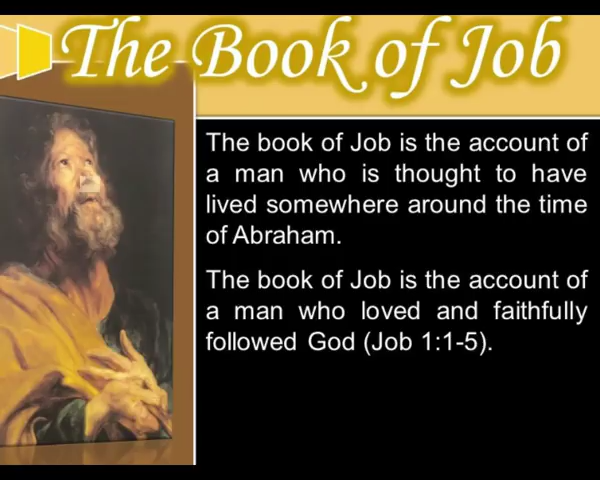 The Book of Job
The book of Job is the account of
a man who is thought to have
lived somewhere around the time
of Abraham.
The book of Job is the account of
a man who loved and faithfully
followed God (Job 1:1-5).